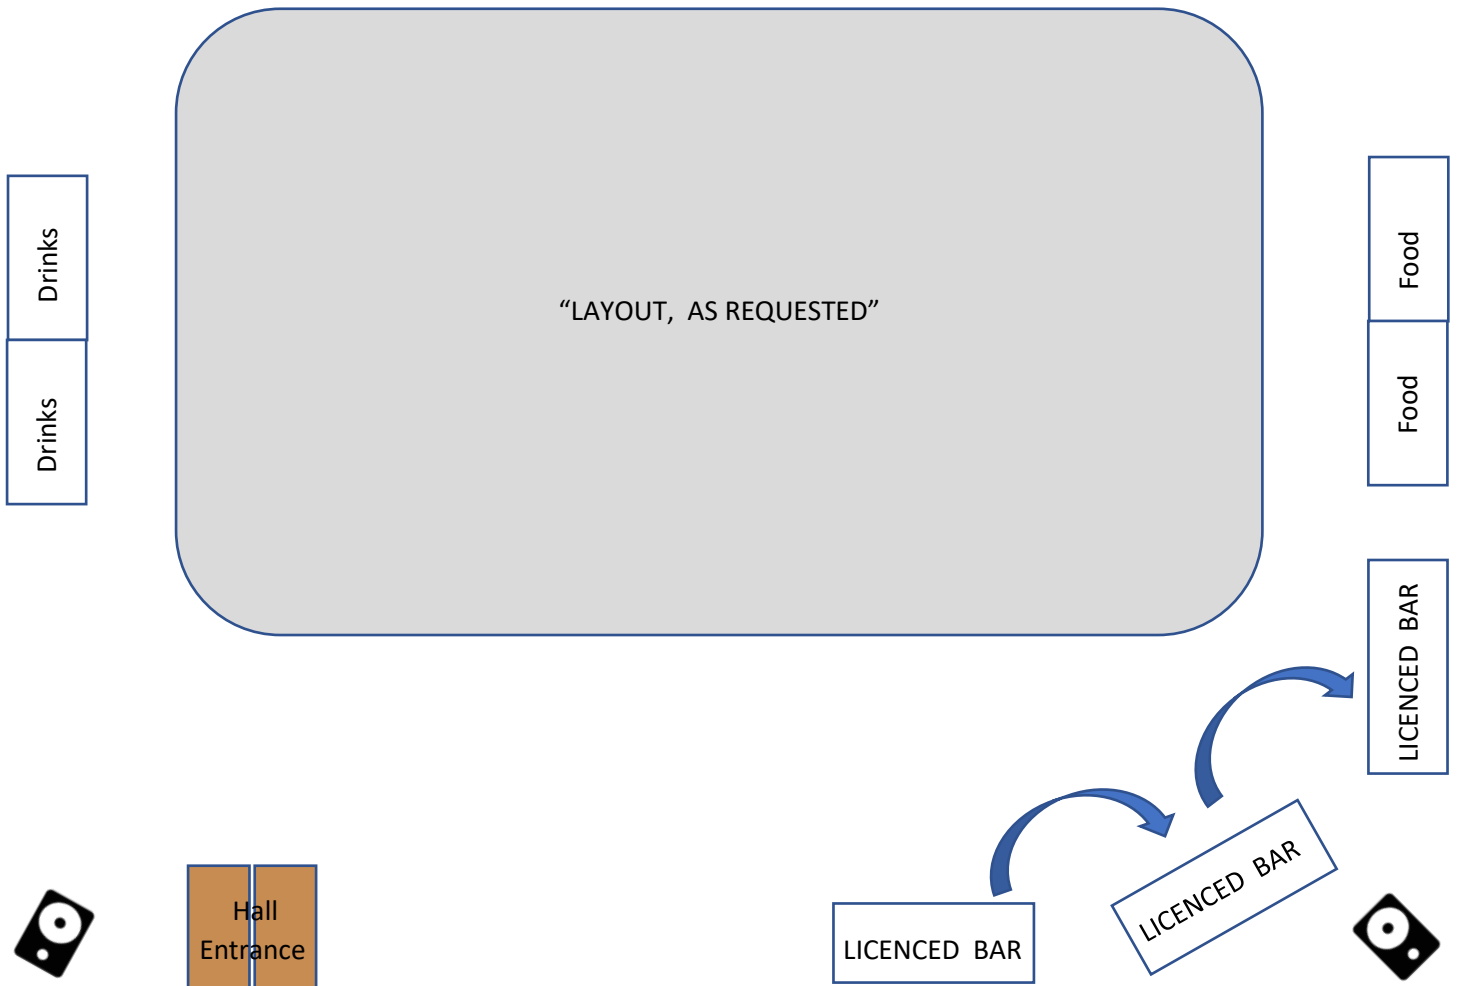 “LAYOUT,  AS REQUESTED”
Drinks
Drinks
Food
Food
LICENCED  BAR
LICENCED  BAR
LICENCED  BAR
Hall
Entrance